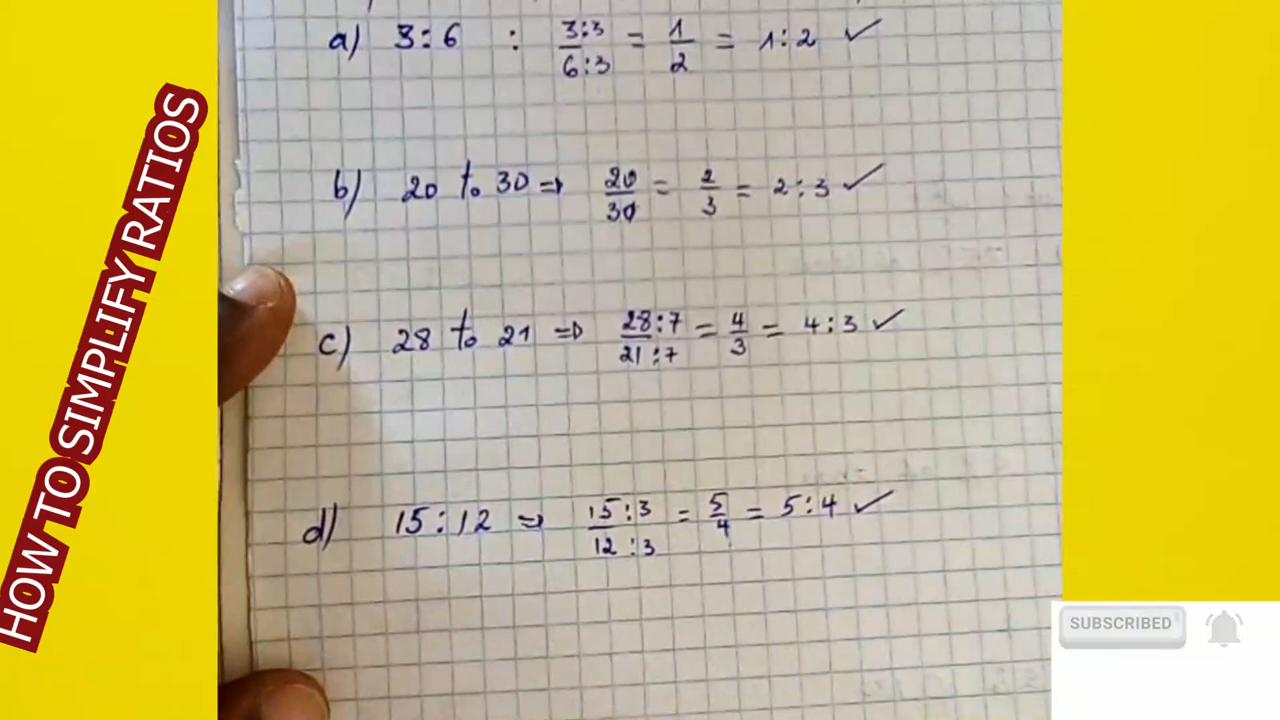 HOW TO SIMPLIFY RATIOS
a) 3:6 : 3:3/6:3 = 1/2 = 1:2 ✓
b) 20 to 30 ⇒ 20/30 = 2/3 = 2:3 ✓
c) 28 to 21 ⇒ 28:7/21:7 = 4/3 = 4:3 ✓
d) 15:12 ⇒ 15:3/12:3 = 5/4 = 5:4 ✓
SUBSCRIBED